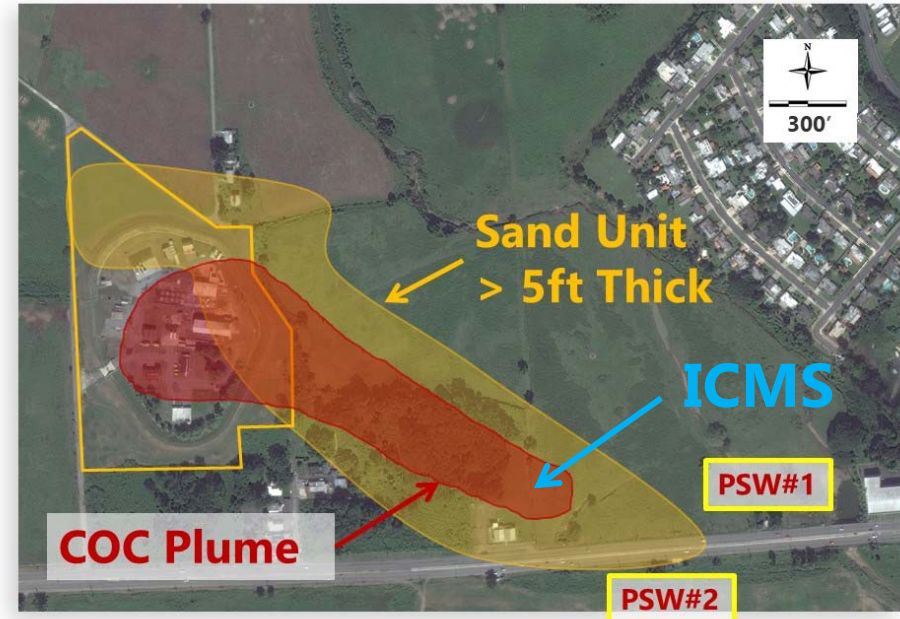 N
300′
Sand Unit
> 5ft Thick
ICMS
PSW#1
COC Plume
PSW#2